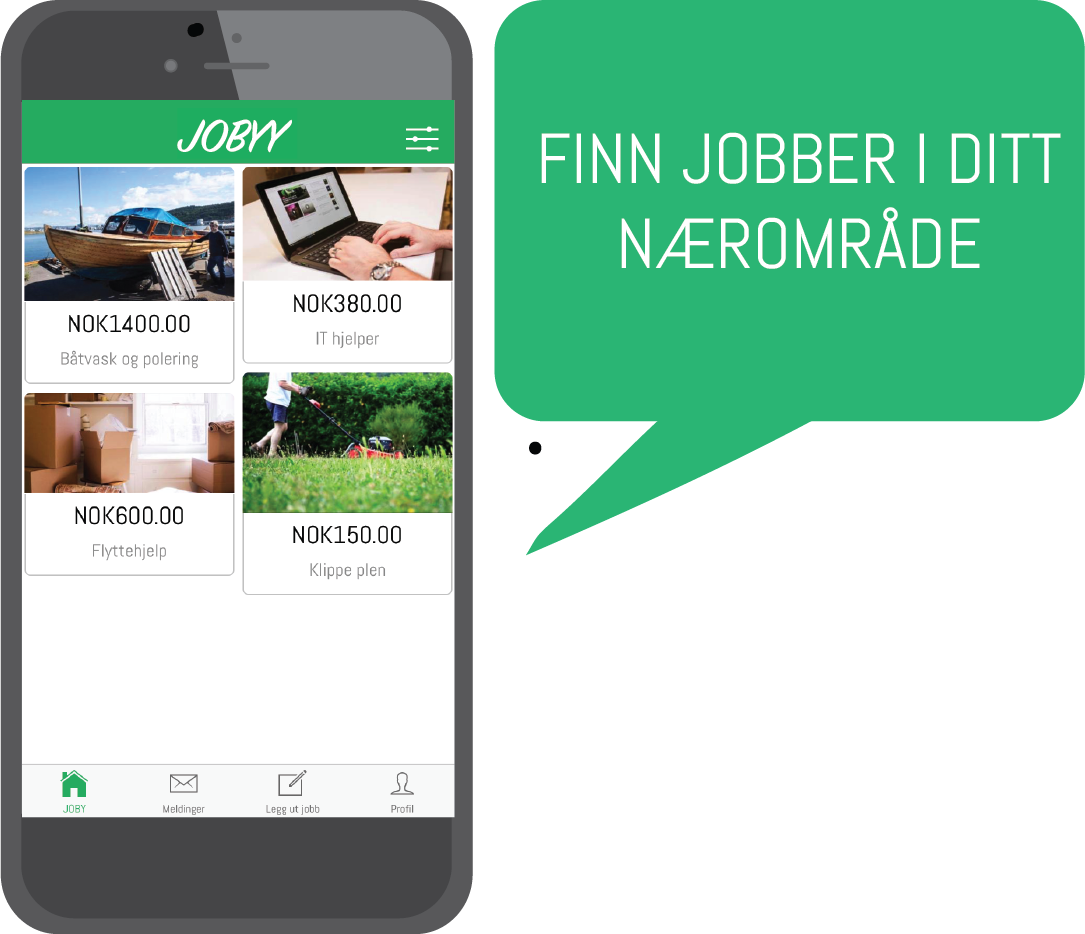 JOBYY
NOK1400.00
Båtvask og polering
NOK380.00
IT hjelper
NOK600.00
Flyttehjelp
NOK150.00
Klippe plen
JOBY
Meldinger
Legg ut jobb
Profil
FINN JOBBER I DITT
NÆROMRÅDE